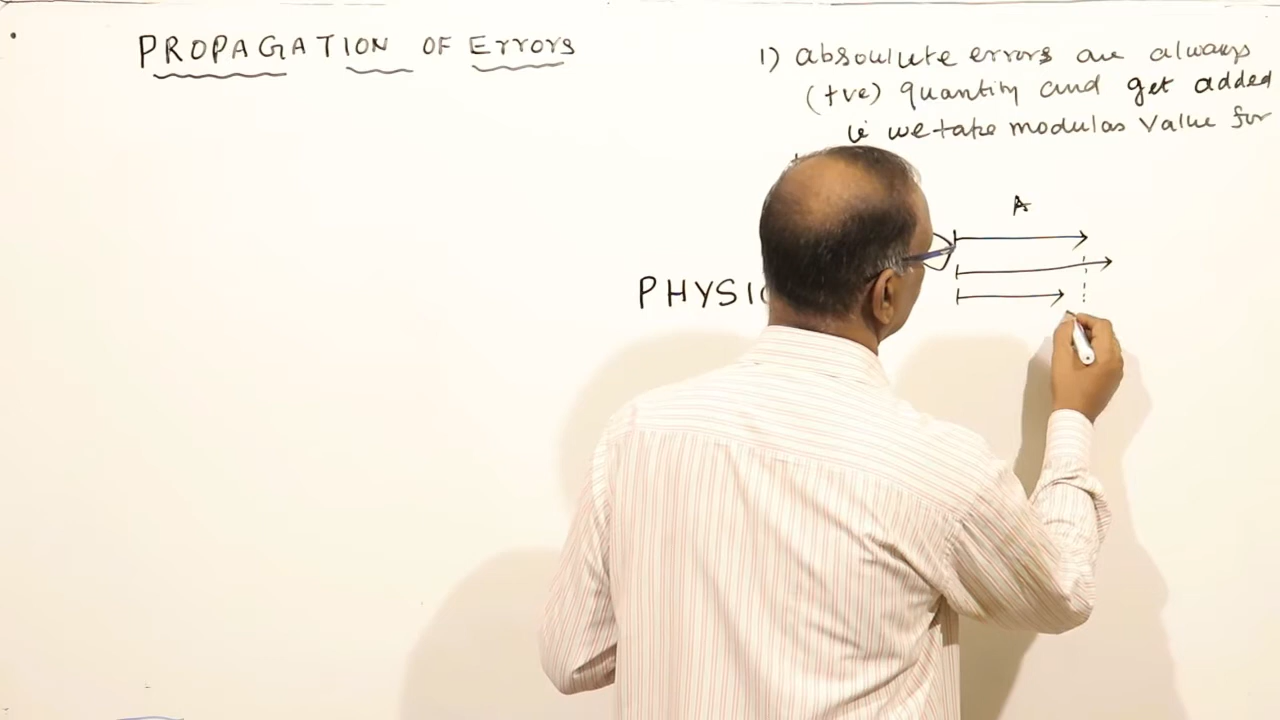 PROPAGATION OF Errors
1) absoulute errors are always
(+ve) quantity and get added
ie we take modulas value for
A
PHYSI